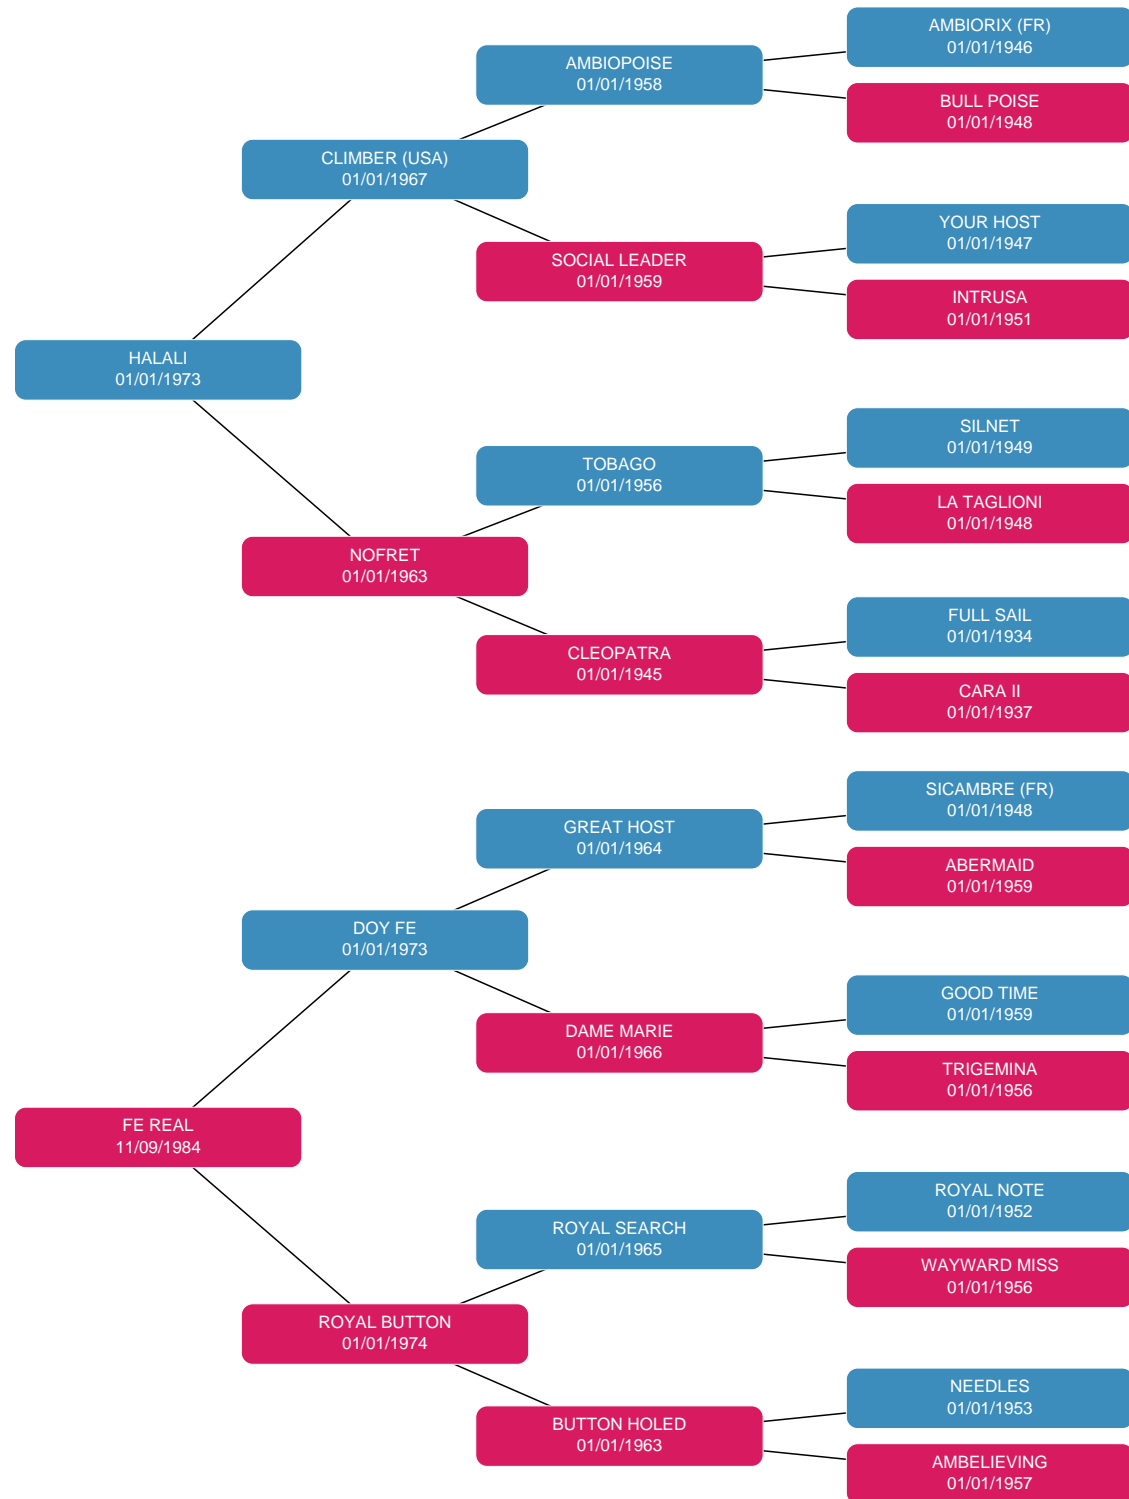 AMBIORIX (FR)
01/01/1946
AMBIOPOISE
01/01/1958
BULL POISE
01/01/1948
CLIMBER (USA)
01/01/1967
YOUR HOST
01/01/1947
SOCIAL LEADER
01/01/1959
INTRUSA
01/01/1951
HALALI
01/01/1973
SILNET
01/01/1949
TOBAGO
01/01/1956
LA TAGLIONI
01/01/1948
NOFRET
01/01/1963
FULL SAIL
01/01/1934
CLEOPATRA
01/01/1945
CARA II
01/01/1937
SICAMBRE (FR)
01/01/1948
GREAT HOST
01/01/1964
ABERMAID
01/01/1959
DOY FE
01/01/1973
GOOD TIME
01/01/1959
DAME MARIE
01/01/1966
TRIGEMINA
01/01/1956
FE REAL
11/09/1984
ROYAL NOTE
01/01/1952
ROYAL SEARCH
01/01/1965
WAYWARD MISS
01/01/1956
ROYAL BUTTON
01/01/1974
NEEDLES
01/01/1953
BUTTON HOLED
01/01/1963
AMBELIEVING
01/01/1957